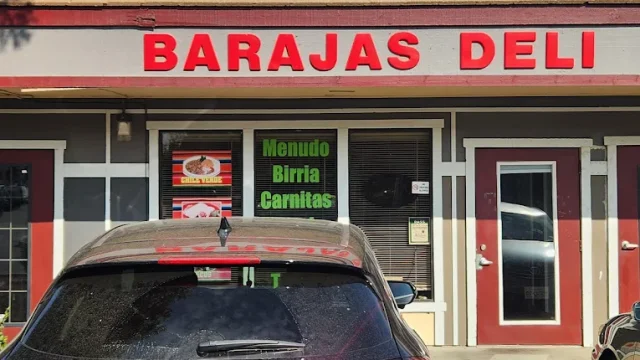 BARAJAS DELI
Menudo
Birria
Carnitas
CHILE VERDE